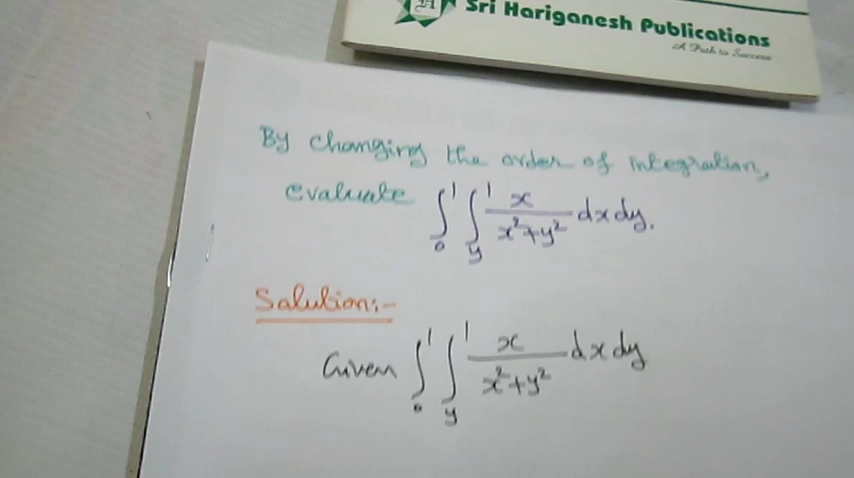 Sri Hariganesh Publications
A Path to Success
By changing the order of integration,
evaluate ∫₀¹ ∫ᵧ¹ x/(x²+y²) dx dy.
Solution:-
Given ∫₀¹ ∫ᵧ¹ x/(x²+y²) dx dy